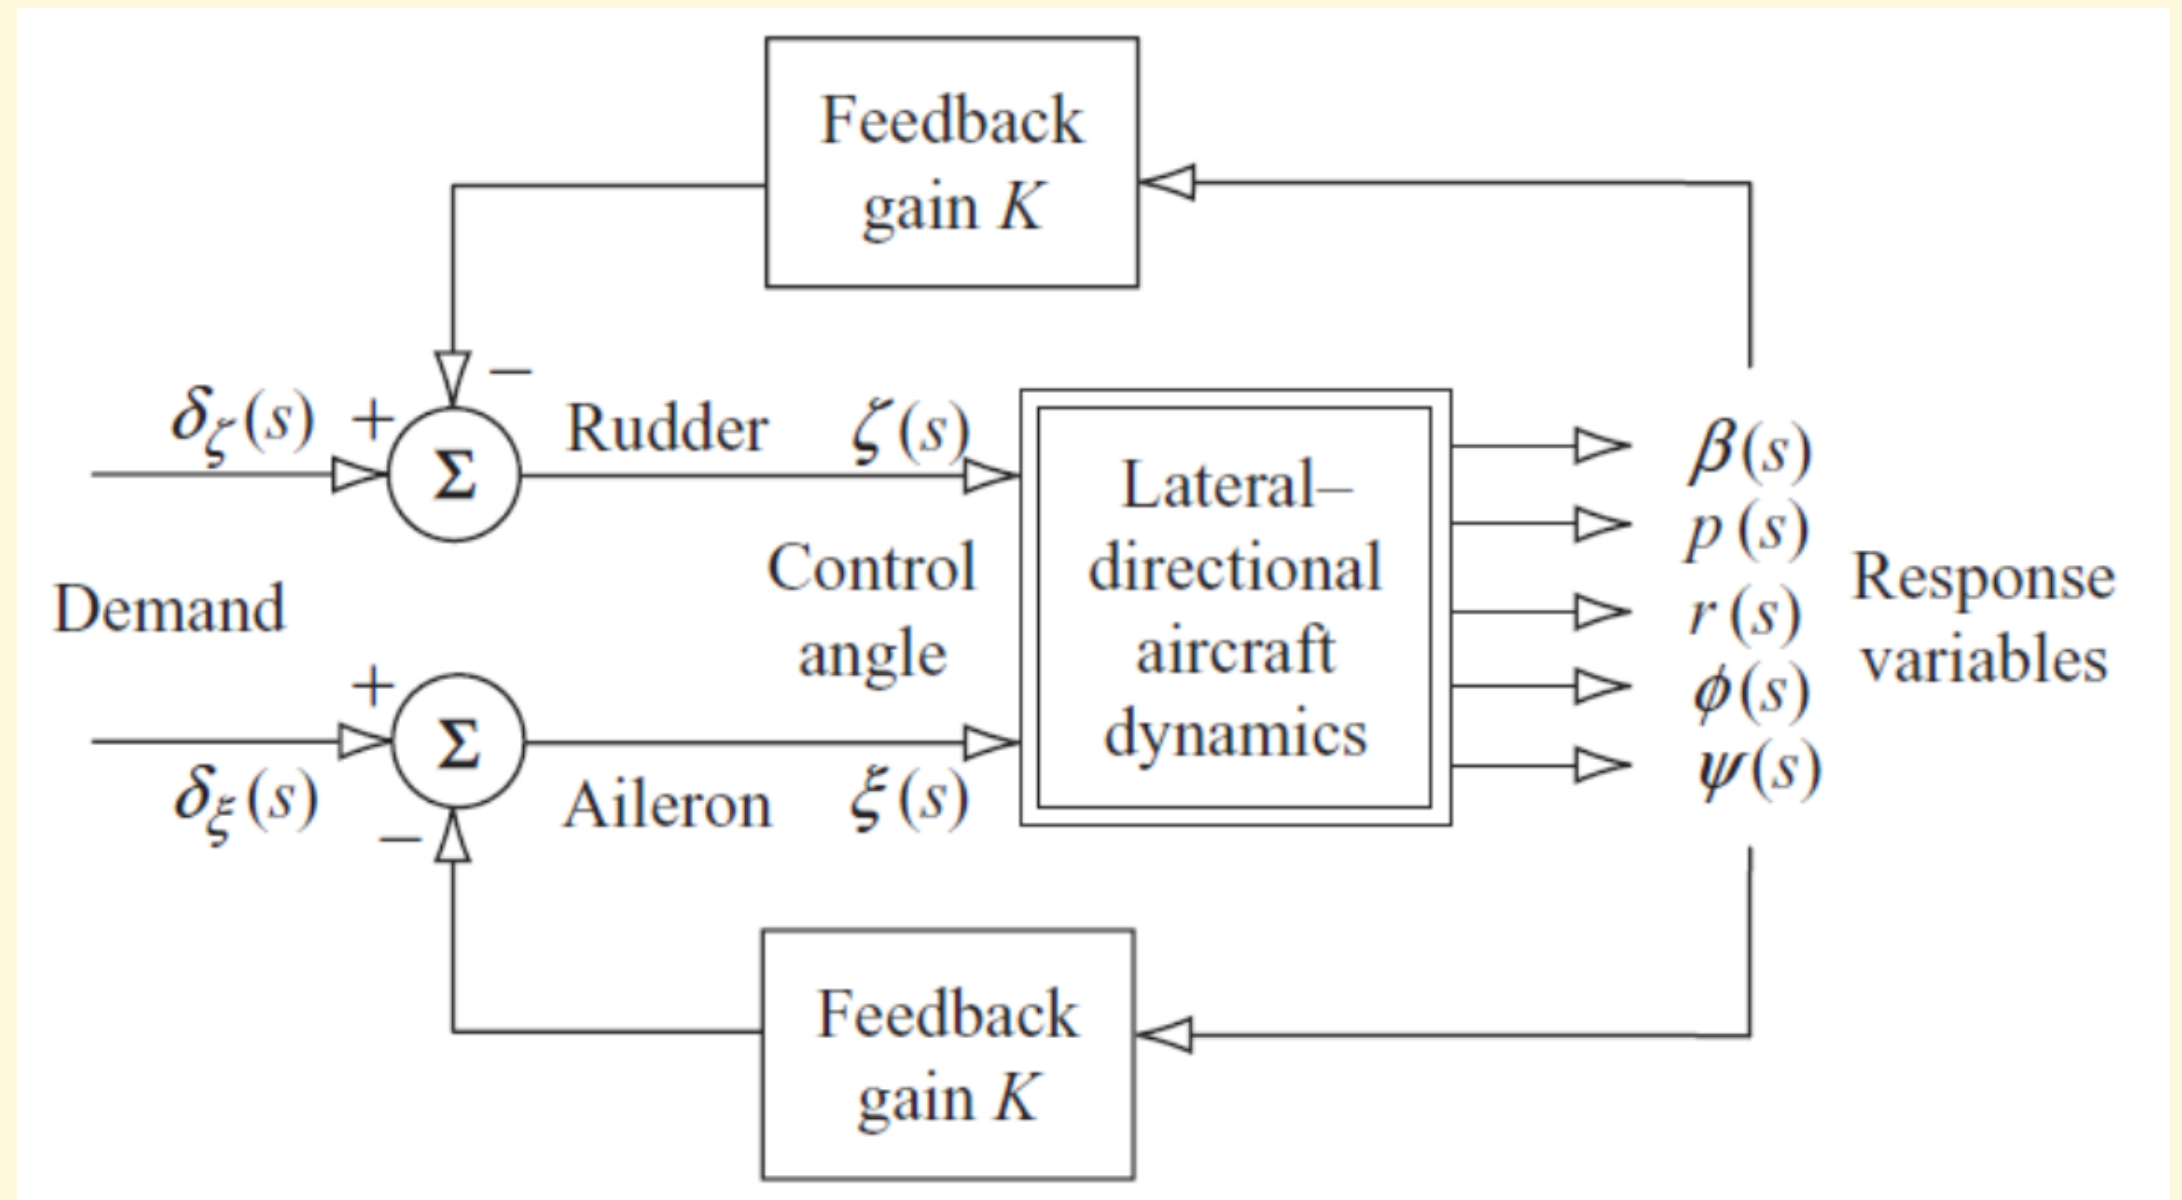 Feedback
gain K
−
δζ(s) +
Σ
Rudder ζ(s)
Lateral–
directional
aircraft
dynamics
Control
angle
Demand
+
Σ
δξ(s)
−
Aileron ξ(s)
β(s)
p(s)
r(s)
ϕ(s)
ψ(s)
Response
variables
Feedback
gain K